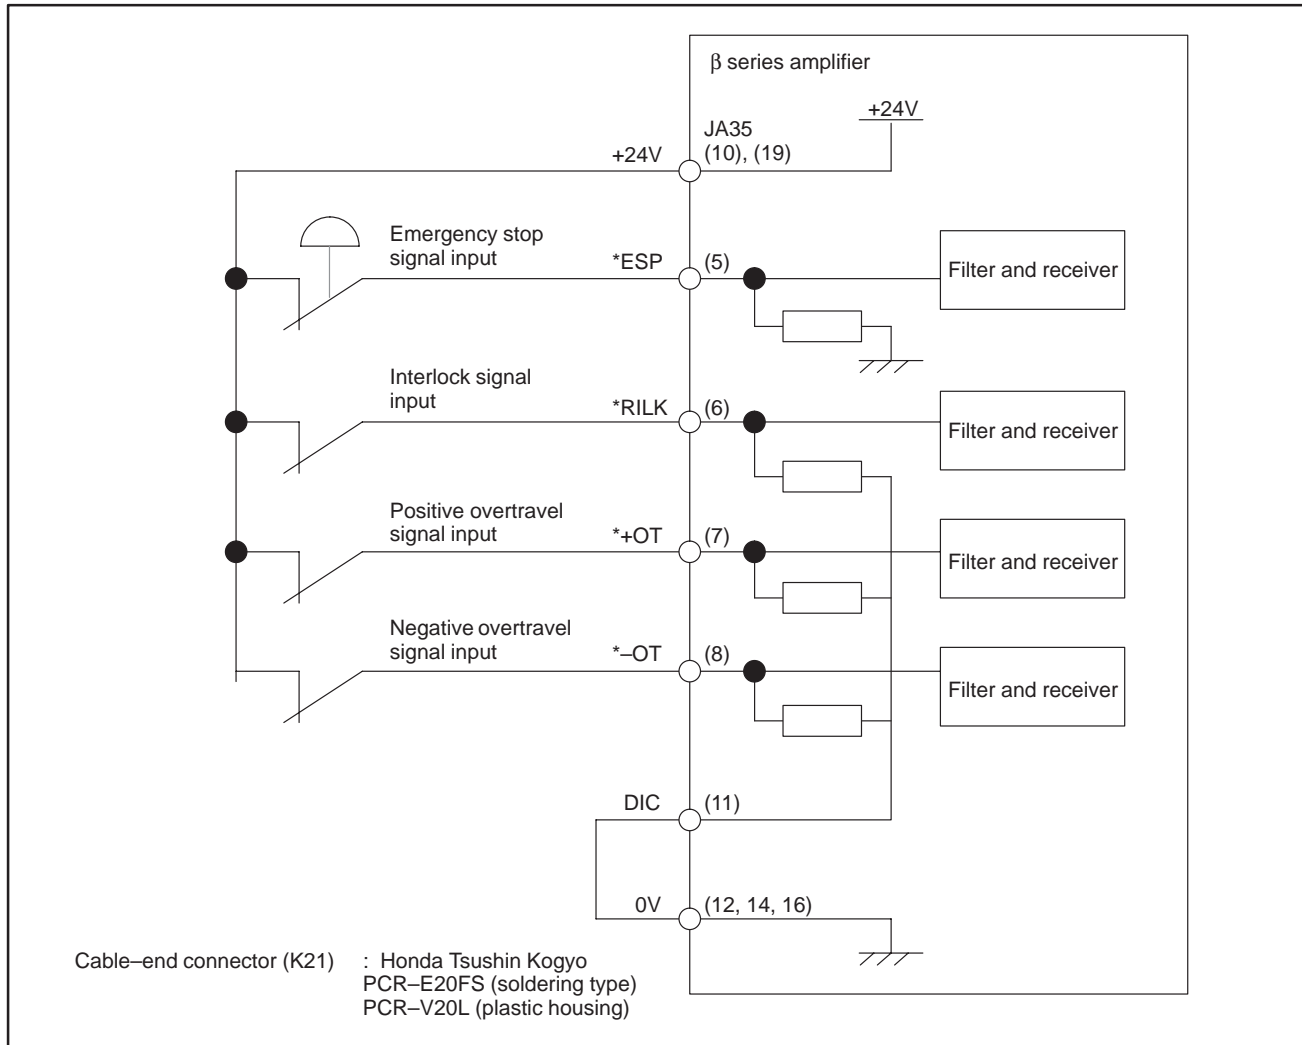 β series amplifier
+24V
JA35
+24V (10), (19)
Emergency stop
signal input
*ESP (5)
Filter and receiver
Interlock signal
input
*RILK (6)
Filter and receiver
Positive overtravel
signal input
*+OT (7)
Filter and receiver
Negative overtravel
signal input
*–OT (8)
Filter and receiver
DIC (11)
0V (12, 14, 16)
Cable–end connector (K21) : Honda Tsushin Kogyo
PCR–E20FS (soldering type)
PCR–V20L (plastic housing)